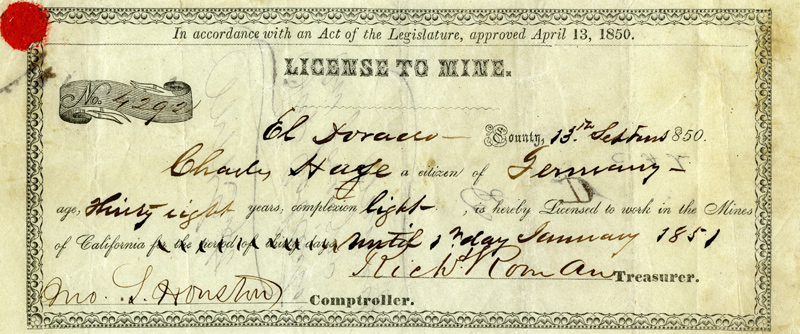 In accordance with an Act of the Legislature, approved April 13, 1850.
LICENSE TO MINE.
No. 4292
El Dorado County, 13th 1850.
Charles a citizen of Germany
age, thirty eight years, complexion light , is hereby Licensed to work in the Mines
of California for the period of thirty days until 1st day January 1851
Richd. Roman Treasurer.
Jno. S. Houston Comptroller.